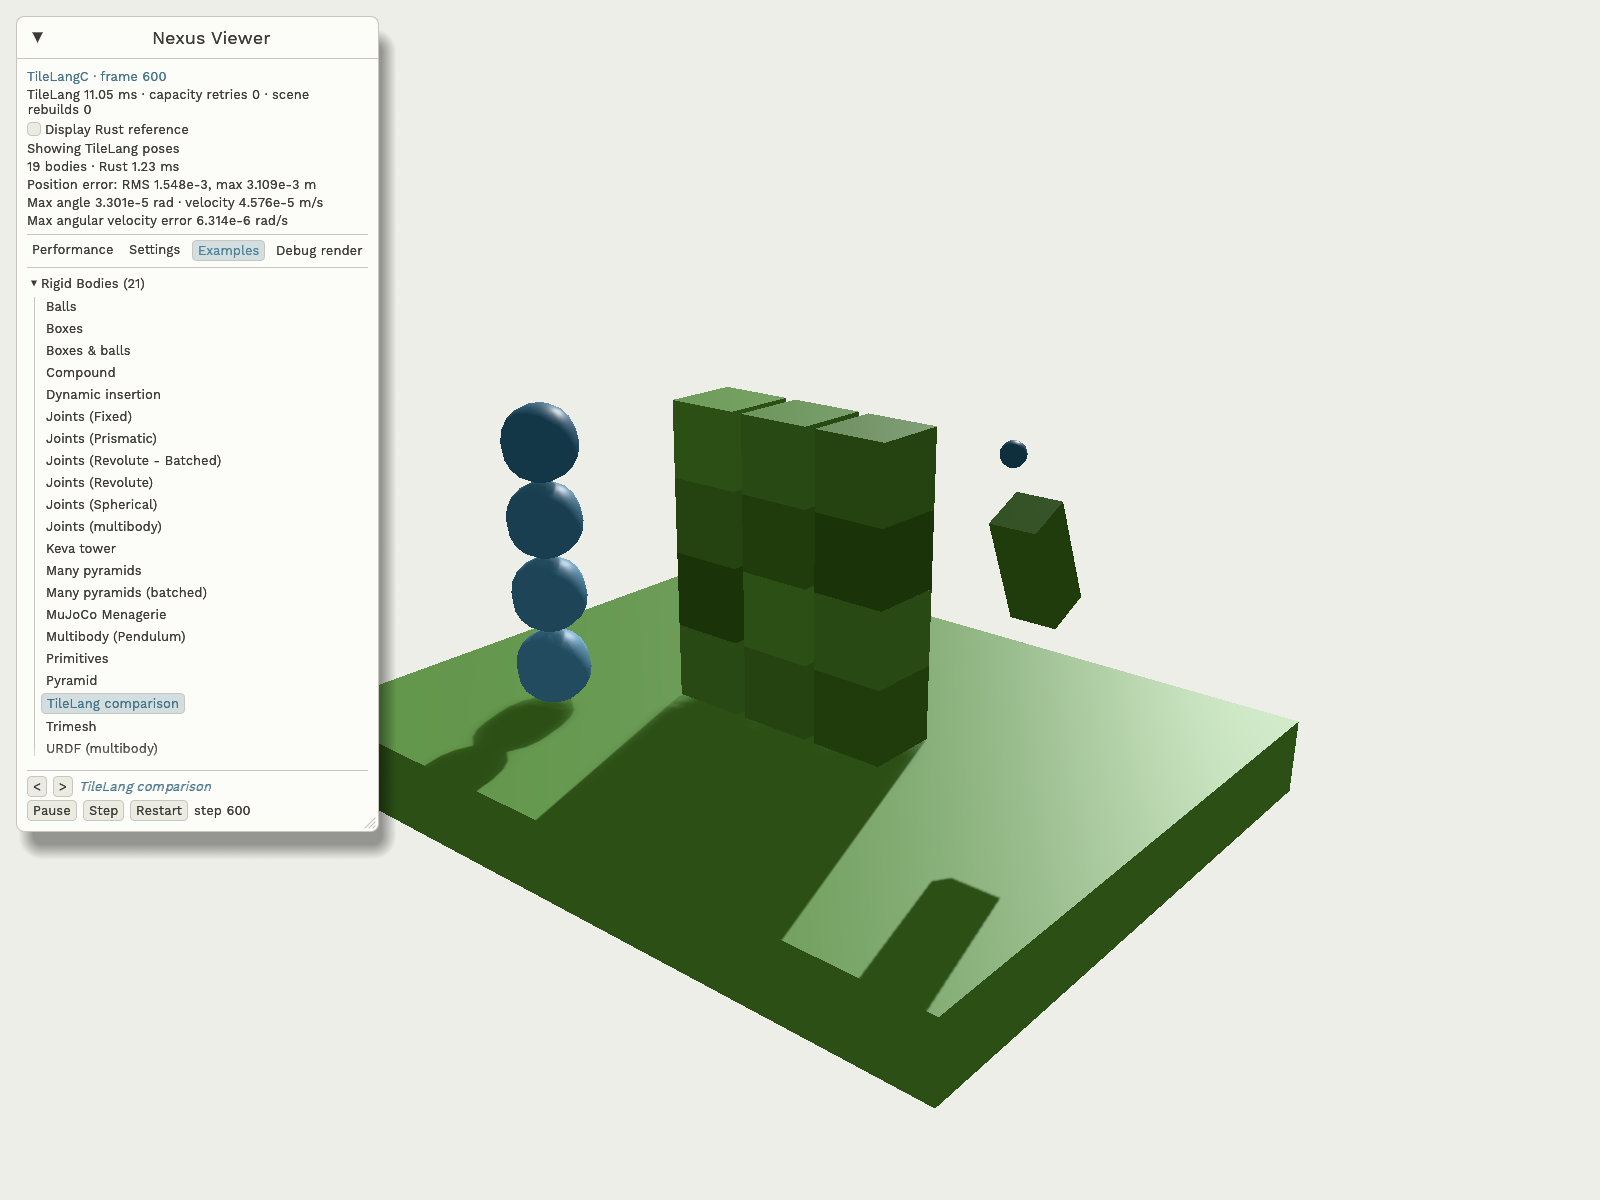 ▼ Nexus Viewer
TileLangC · frame 600
TileLang 11.05 ms · capacity retries 0 · scene
rebuilds 0
Display Rust reference
Showing TileLang poses
19 bodies · Rust 1.23 ms
Position error: RMS 1.548e-3, max 3.109e-3 m
Max angle 3.301e-5 rad · velocity 4.576e-5 m/s
Max angular velocity error 6.314e-6 rad/s
Performance Settings Examples Debug render
▾ Rigid Bodies (21)
Balls
Boxes
Boxes & balls
Compound
Dynamic insertion
Joints (Fixed)
Joints (Prismatic)
Joints (Revolute - Batched)
Joints (Revolute)
Joints (Spherical)
Joints (multibody)
Keva tower
Many pyramids
Many pyramids (batched)
MuJoCo Menagerie
Multibody (Pendulum)
Primitives
Pyramid
TileLang comparison
Trimesh
URDF (multibody)
< > TileLang comparison
Pause Step Restart step 600